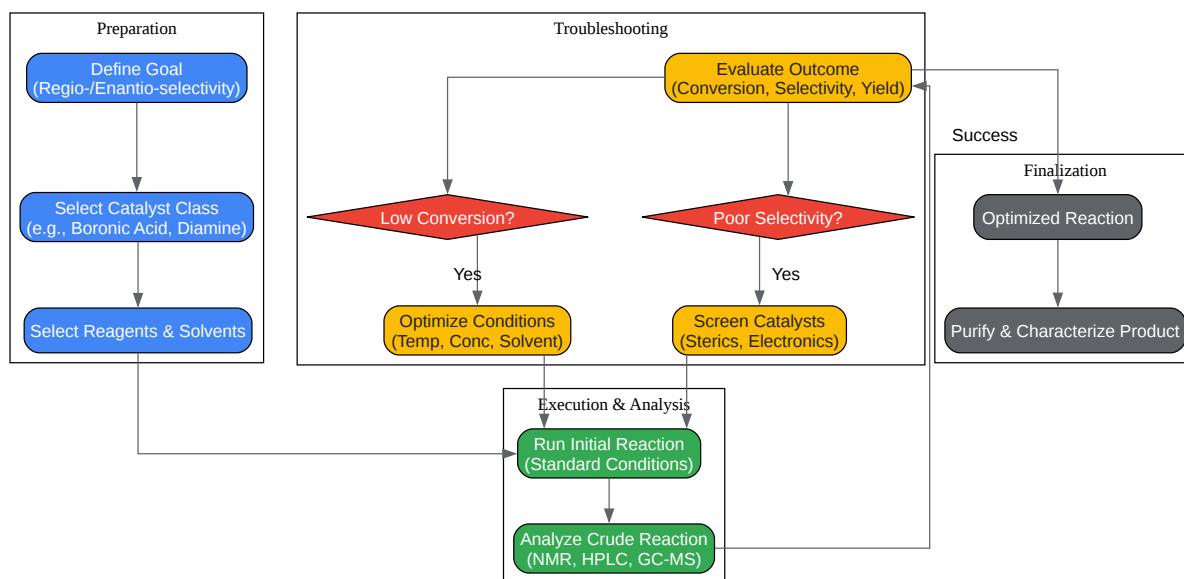 Preparation
Define Goal
(Regio-/Enantio-selectivity)
Select Catalyst Class
(e.g., Boronic Acid, Diamine)
Select Reagents & Solvents
Troubleshooting
Evaluate Outcome
(Conversion, Selectivity, Yield)
Low Conversion?
Poor Selectivity?
Yes
Yes
Optimize Conditions
(Temp, Conc, Solvent)
Screen Catalysts
(Sterics, Electronics)
Success
Finalization
Optimized Reaction
Purify & Characterize Product
Execution & Analysis
Run Initial Reaction
(Standard Conditions)
Analyze Crude Reaction
(NMR, HPLC, GC-MS)